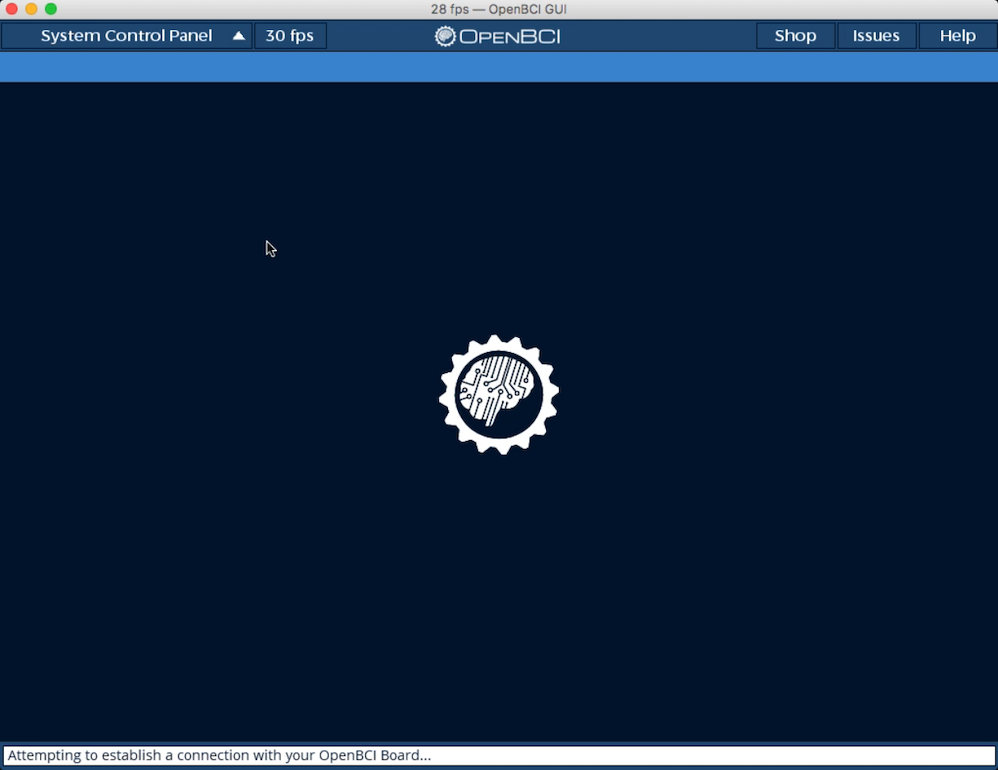 28 fps — OpenBCI GUI
System Control Panel 30 fps OPENBCI Shop Issues Help
Attempting to establish a connection with your OpenBCI Board...